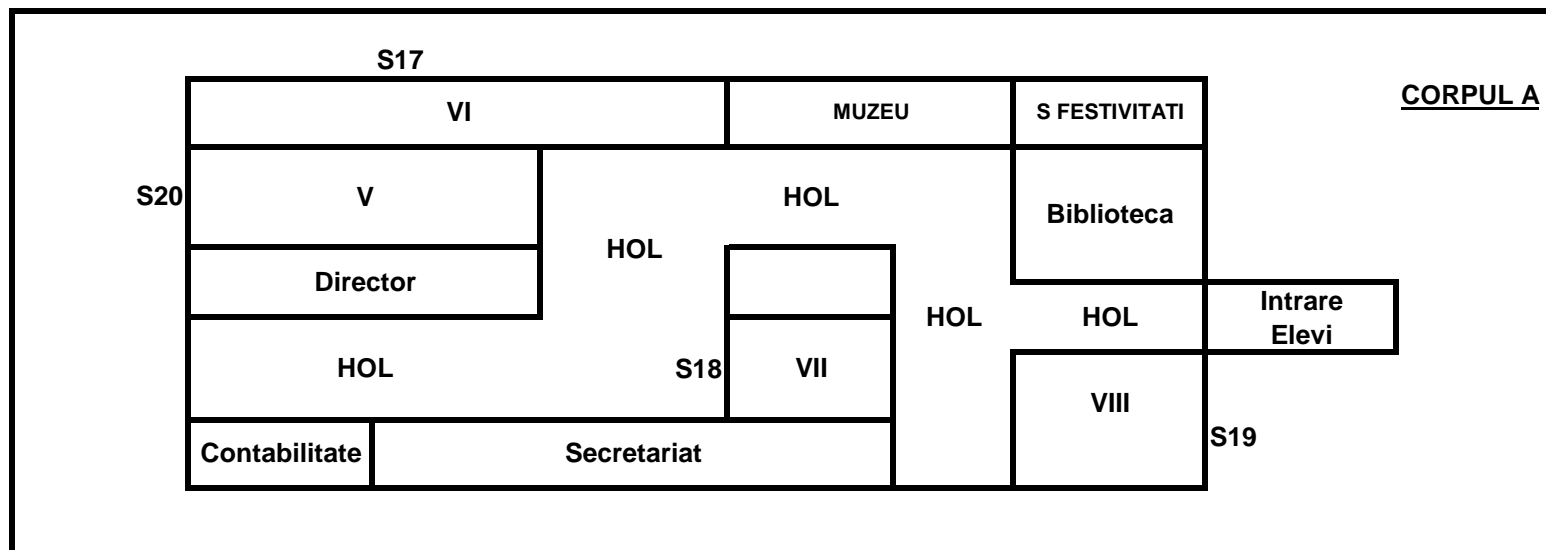 S17
CORPUL A
VI
MUZEU
S FESTIVITATI
S20
V
HOL
Biblioteca
HOL
Director
HOL
HOL
Intrare
Elevi
HOL
S18
VII
VIII
S19
Contabilitate
Secretariat